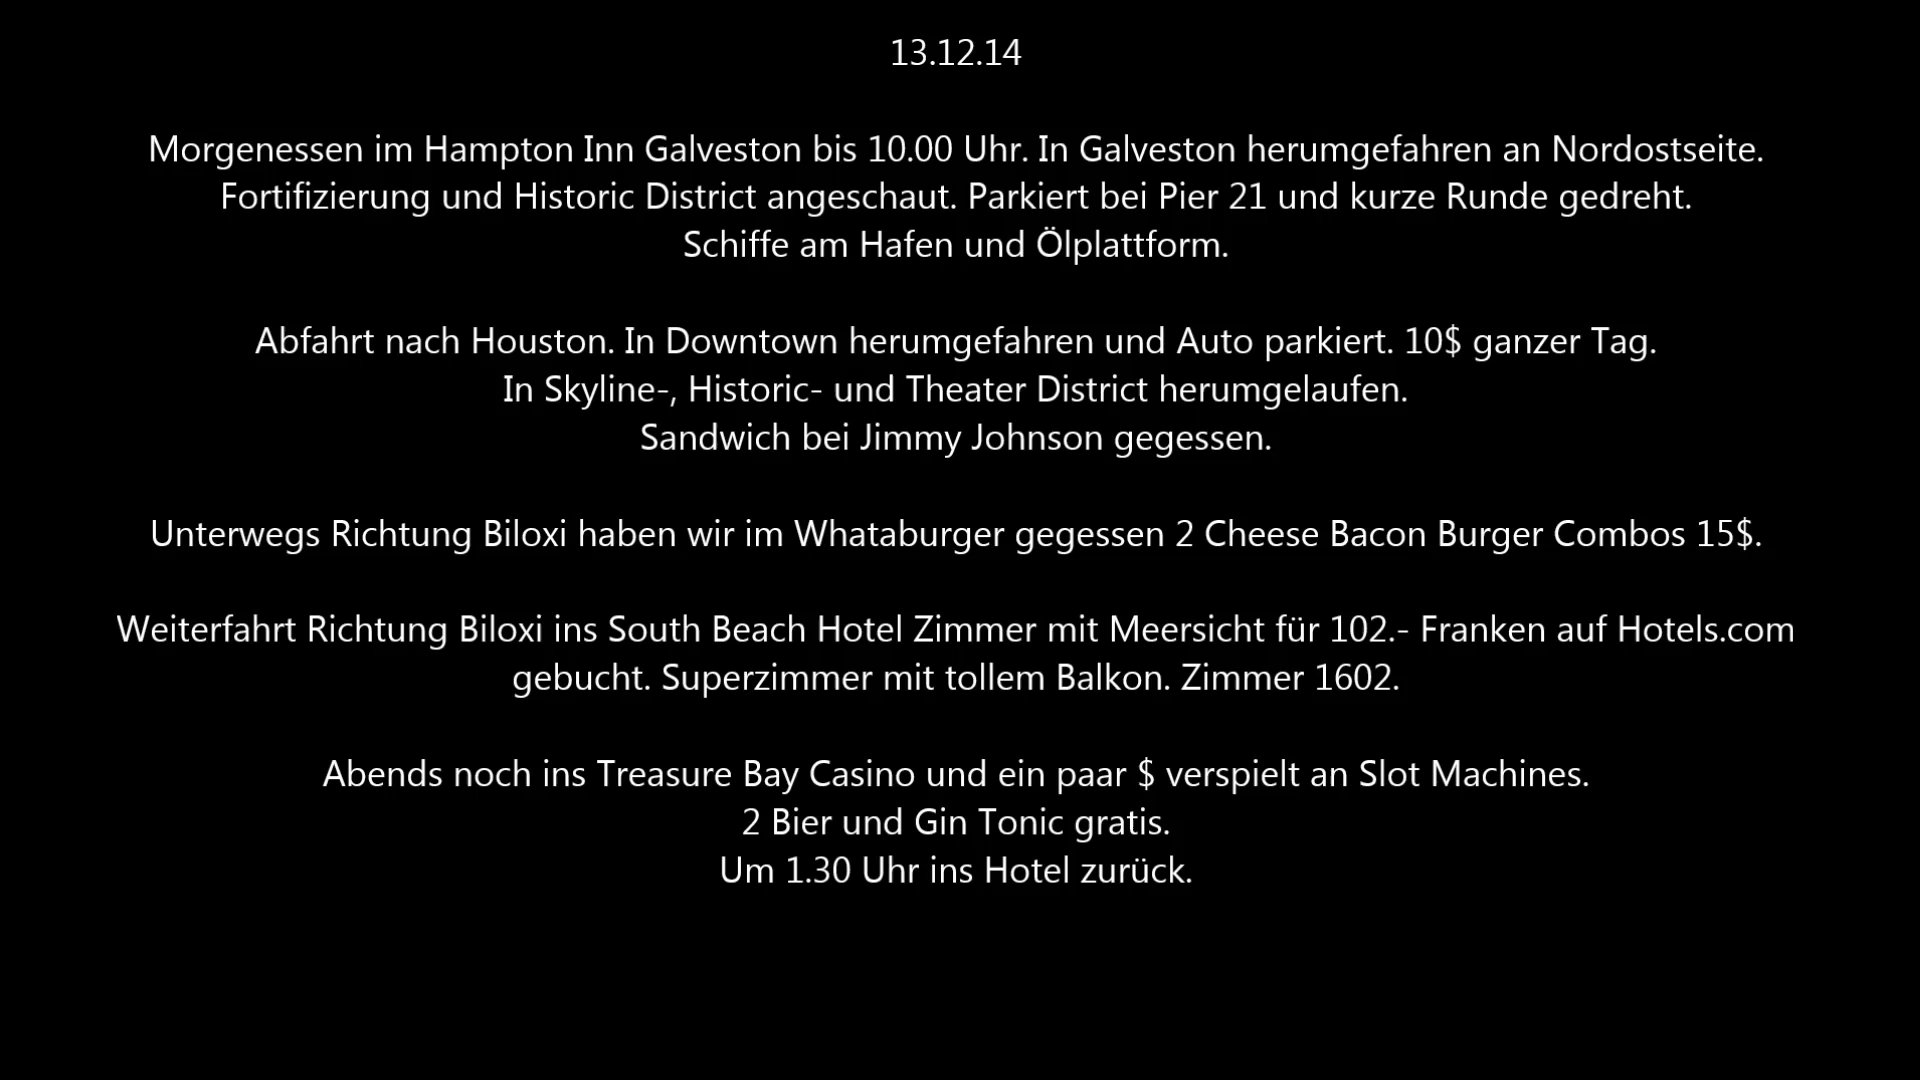 13.12.14
Morgenessen im Hampton Inn Galveston bis 10.00 Uhr. In Galveston herumgefahren an Nordostseite.
Fortifizierung und Historic District angeschaut. Parkiert bei Pier 21 und kurze Runde gedreht.
Schiffe am Hafen und Ölplattform.
Abfahrt nach Houston. In Downtown herumgefahren und Auto parkiert. 10$ ganzer Tag.
In Skyline-, Historic- und Theater District herumgelaufen.
Sandwich bei Jimmy Johnson gegessen.
Unterwegs Richtung Biloxi haben wir im Whataburger gegessen 2 Cheese Bacon Burger Combos 15$.
Weiterfahrt Richtung Biloxi ins South Beach Hotel Zimmer mit Meersicht für 102.- Franken auf Hotels.com
gebucht. Superzimmer mit tollem Balkon. Zimmer 1602.
Abends noch ins Treasure Bay Casino und ein paar $ verspielt an Slot Machines.
2 Bier und Gin Tonic gratis.
Um 1.30 Uhr ins Hotel zurück.